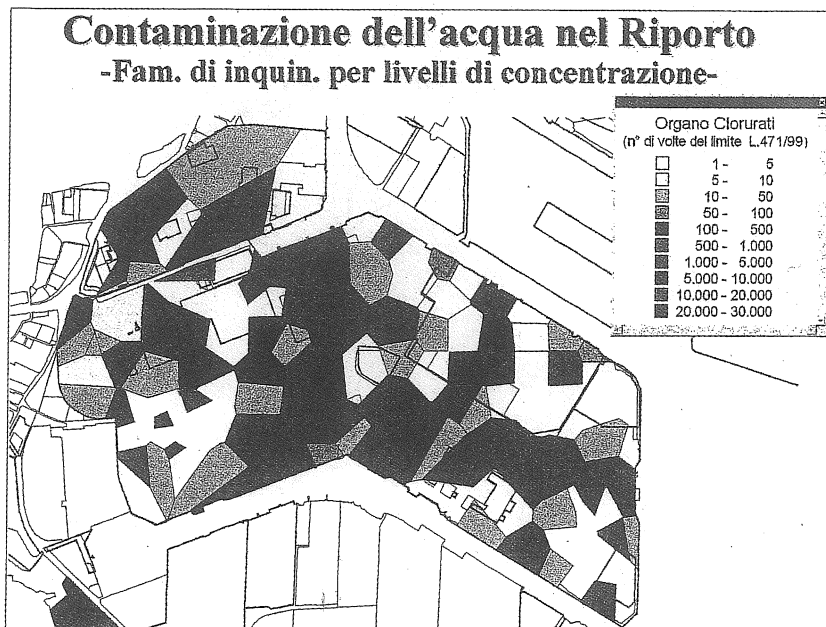 Contaminazione dell'acqua nel Riporto
-Fam. di inquin. per livelli di concentrazione-
Organo Clorurati
(n° di volte del limite L.471/99)
1 - 5
5 - 10
10 - 50
50 - 100
100 - 500
500 - 1.000
1.000 - 5.000
5.000 - 10.000
10.000 - 20.000
20.000 - 30.000